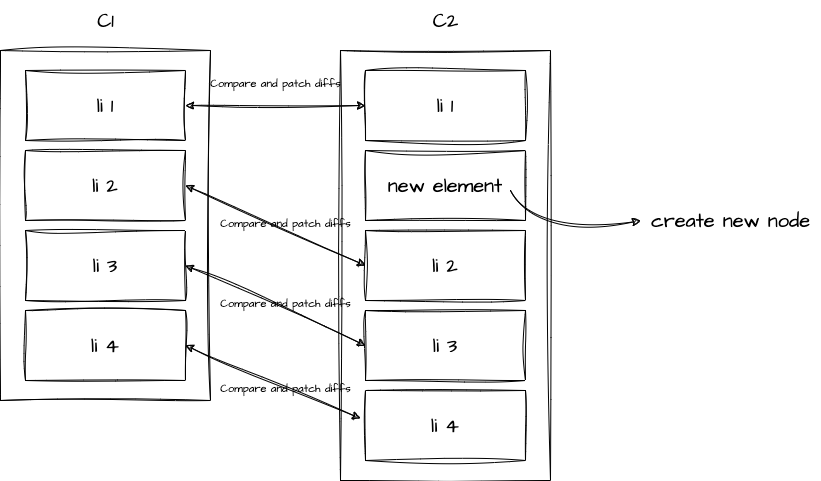 C1
C2
Compare and patch diffs
li 1
li 1
li 2
new element
create new node
Compare and patch diffs
li 3
li 2
Compare and patch diffs
li 4
li 3
Compare and patch diffs
li 4